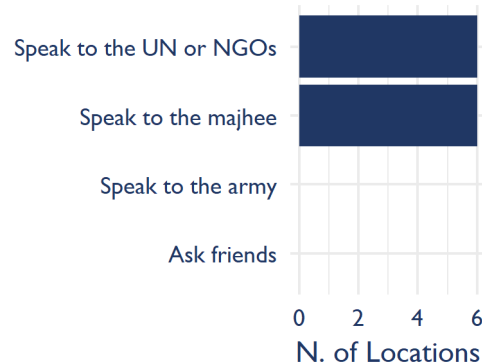 Speak to the UN or NGOs
Speak to the majhee
Speak to the army
Ask friends
0 2 4 6
N. of Locations